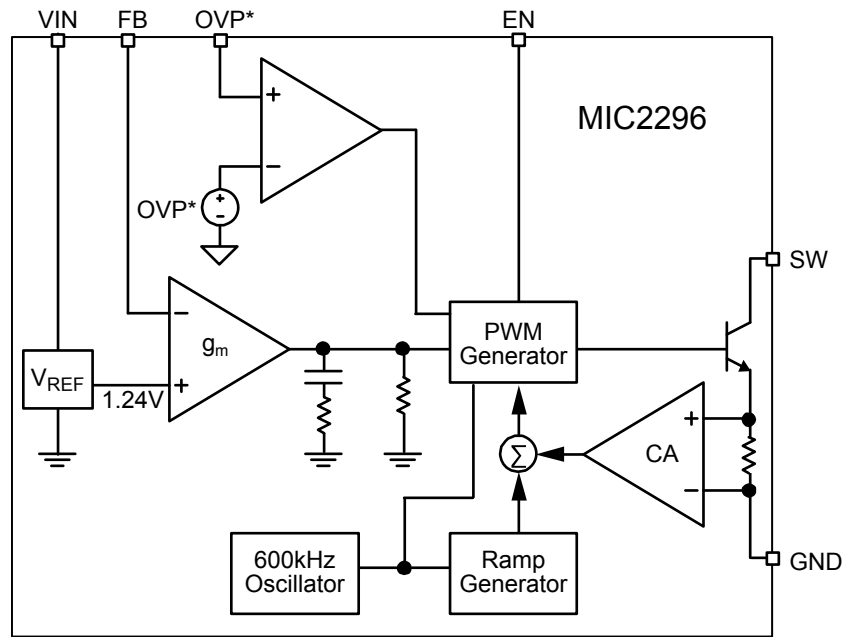 VIN FB OVP* EN
MIC2296
+
−
OVP*
+
−
SW
−
gm
PWM
Generator
VREF
+
1.24V
+
CA
Σ
−
600kHz
Oscillator
Ramp
Generator
GND